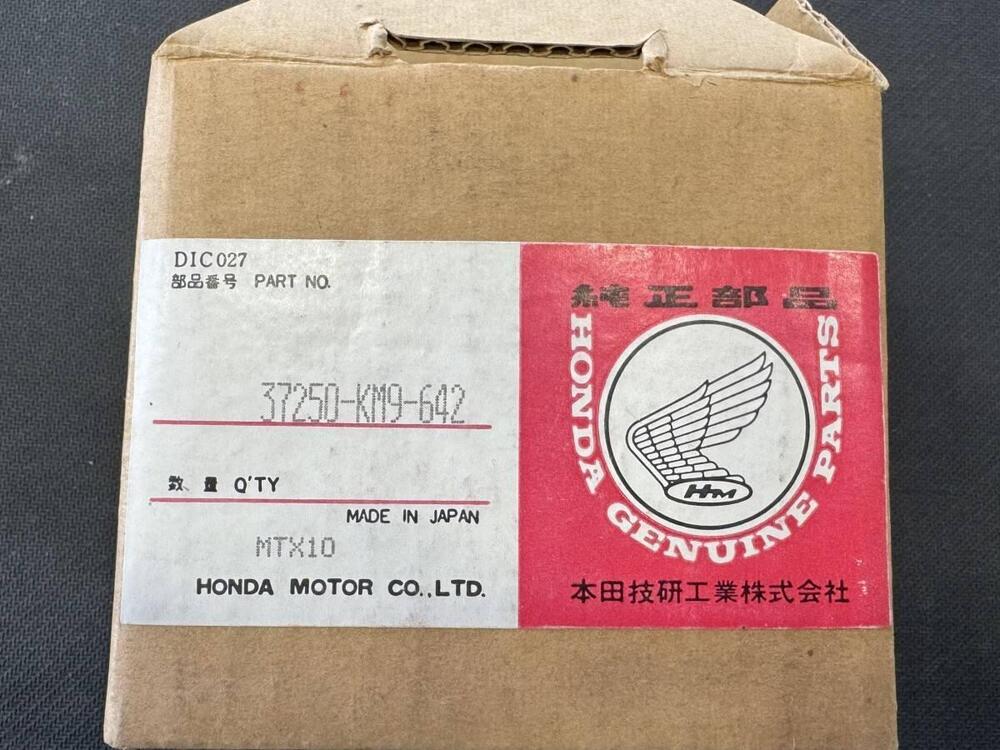 DIC027
部品番号 PART NO.
37250-KM9-642
数 量 Q'TY
MADE IN JAPAN
MTX10
HONDA MOTOR CO.,LTD.
純正部品
HONDA GENUINE PARTS
HM
本田技研工業株式会社